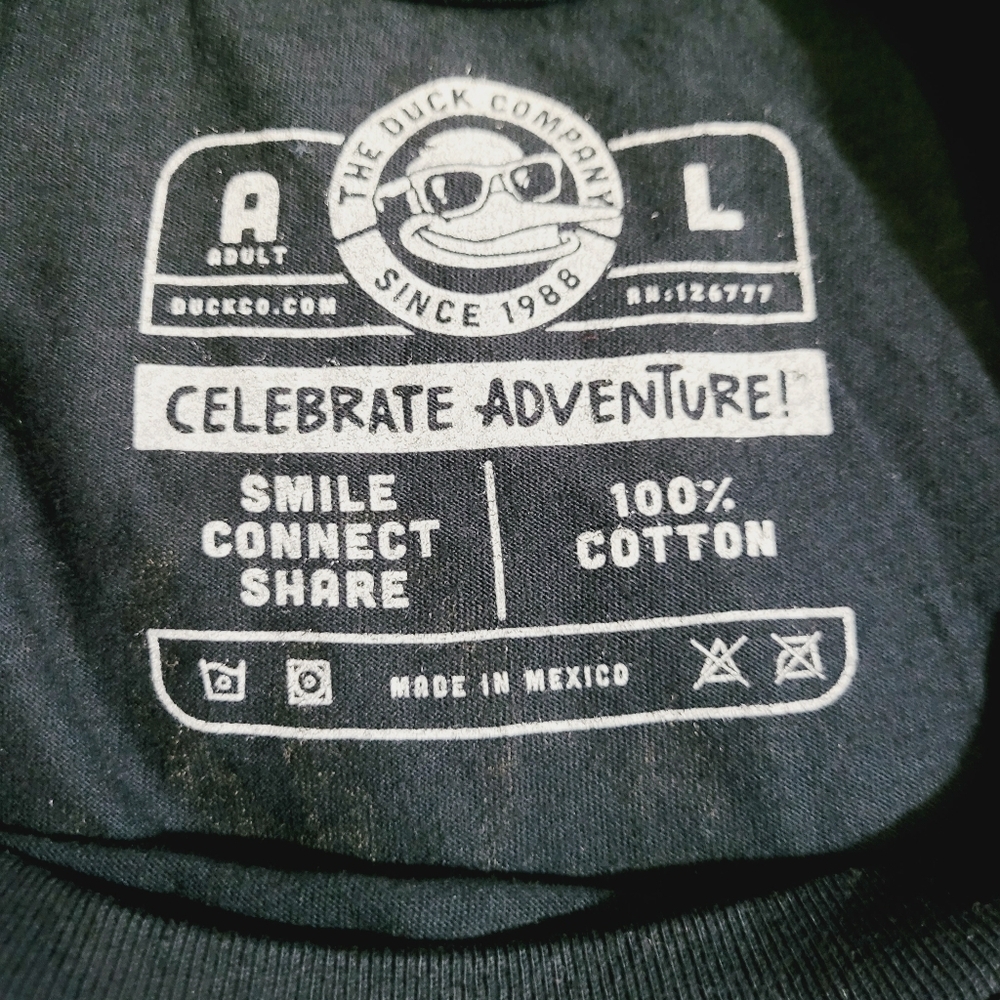 THE DUCK COMPANY
SINCE 1988
A
ADULT
L
DUCKCO.COM
RN:126777
CELEBRATE ADVENTURE!
SMILE
CONNECT
SHARE
100%
COTTON
MADE IN MEXICO